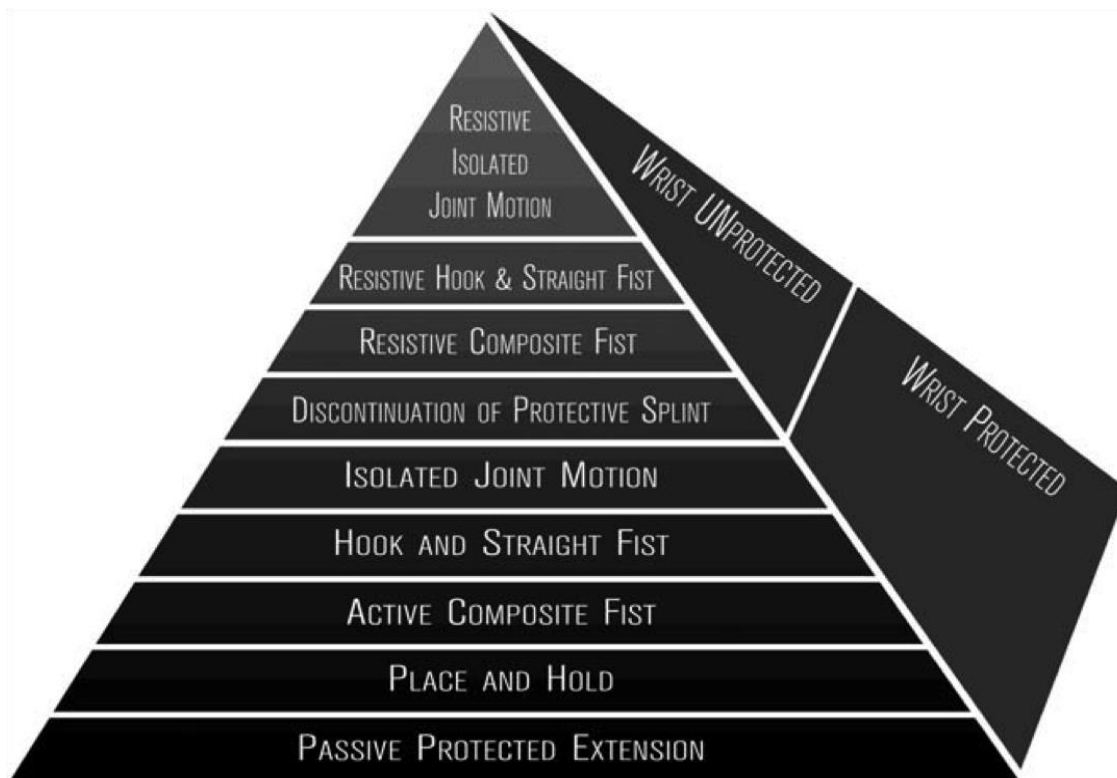 Resistive
Isolated
Joint Motion
Resistive Hook & Straight Fist
Resistive Composite Fist
Discontinuation of Protective Splint
Isolated Joint Motion
Hook and Straight Fist
Active Composite Fist
Place and Hold
Passive Protected Extension
Wrist UNprotected
Wrist Protected